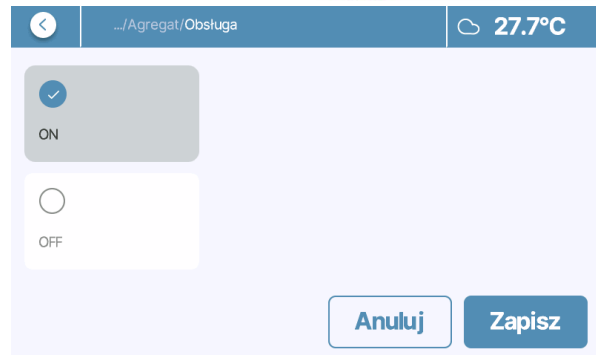 .../Agregat/Obsługa
27.7°C
ON
OFF
Anuluj
Zapisz